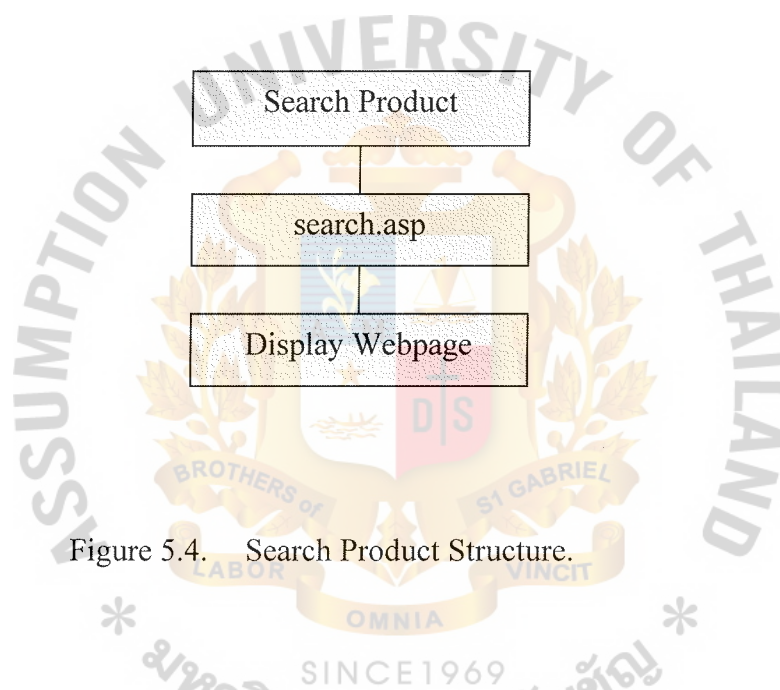 UNIVERSITY OF
ASSUMPTION
THAILAND
Search Product
search.asp
Display Webpage
D S
BROTHERS of
ST GABRIEL
Figure 5.4. Search Product Structure.
LABOR
VINCIT
OMNIA
SINCE1969